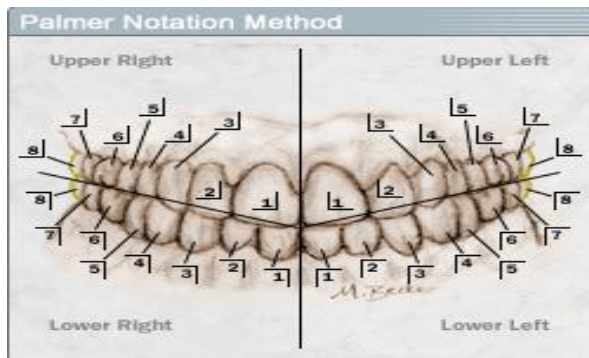 Palmer Notation Method
Upper Right Upper Left
8 7 6 5 4 3 2 1 1 2 3 4 5 6 7 8
8 7 6 5 4 3 2 1 1 2 3 4 5 6 7 8
Lower Right Lower Left